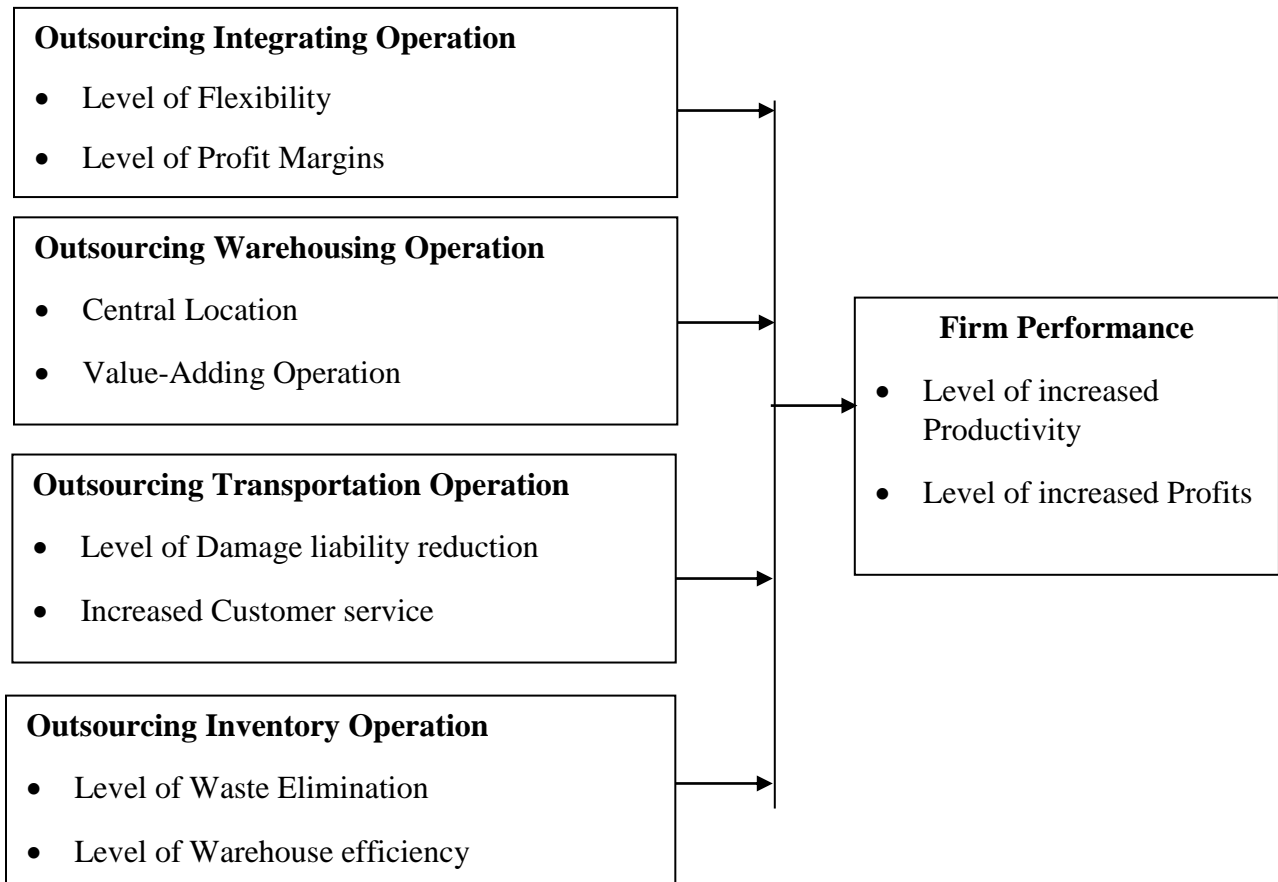 Outsourcing Integrating Operation
• Level of Flexibility
• Level of Profit Margins
Outsourcing Warehousing Operation
• Central Location
• Value-Adding Operation
Outsourcing Transportation Operation
• Level of Damage liability reduction
• Increased Customer service
Outsourcing Inventory Operation
• Level of Waste Elimination
• Level of Warehouse efficiency
Firm Performance
• Level of increased
Productivity
• Level of increased Profits